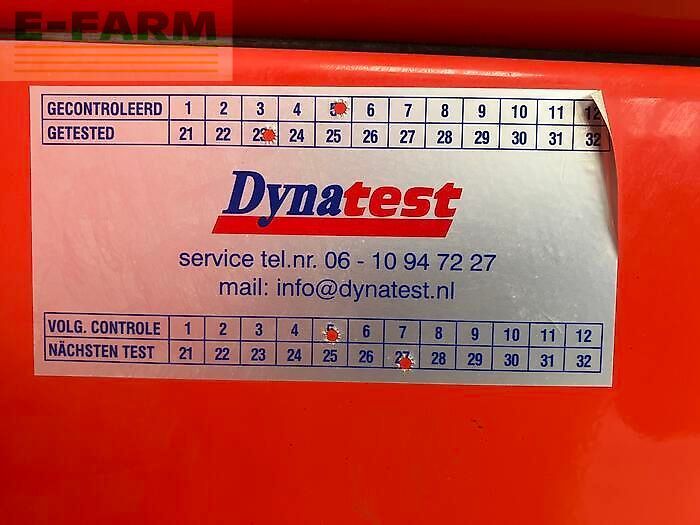 E-FARM
GECONTROLEERD 1 2 3 4 5 6 7 8 9 10 11 12
GETESTED 21 22 23 24 25 26 27 28 29 30 31 32
Dynatest
service tel.nr. 06 - 10 94 72 27
mail: info@dynatest.nl
VOLG. CONTROLE 1 2 3 4 5 6 7 8 9 10 11 12
NÄCHSTEN TEST 21 22 23 24 25 26 27 28 29 30 31 32